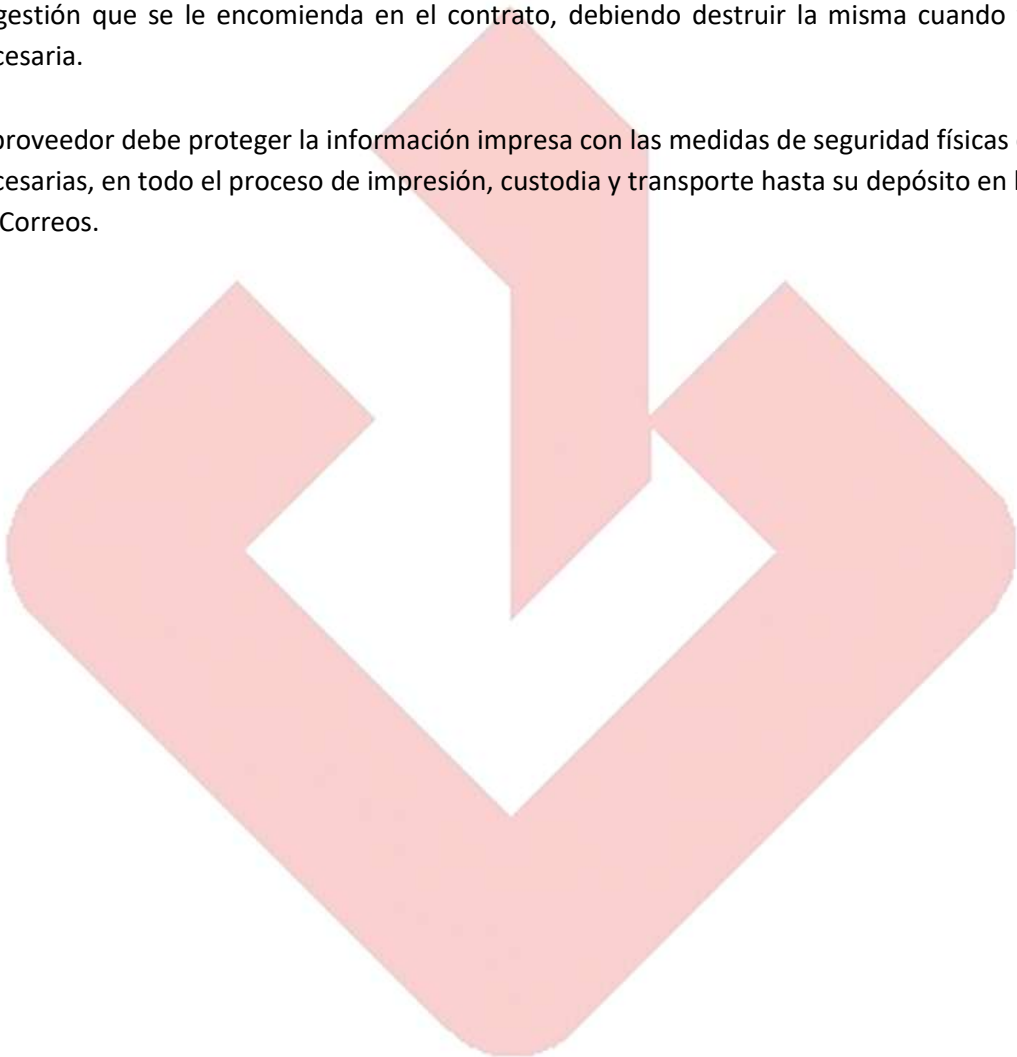 gestión que se le encomienda en el contrato, debiendo destruir la misma cuando
cesaria.
proveedor debe proteger la información impresa con las medidas de seguridad físicas
cesarias, en todo el proceso de impresión, custodia y transporte hasta su depósito en
Correos.